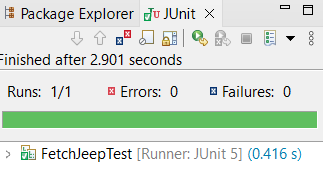 Package Explorer JUnit
Finished after 2.901 seconds
Runs: 1/1 Errors: 0 Failures: 0
FetchJeepTest [Runner: JUnit 5] (0.416 s)